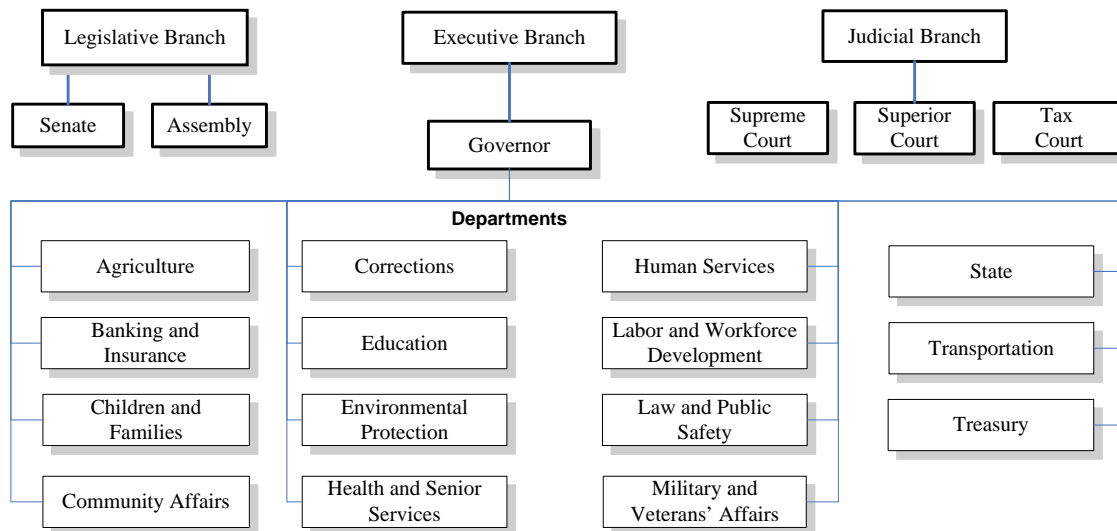 Legislative Branch
Executive Branch
Judicial Branch
Senate
Assembly
Governor
Supreme
Court
Superior
Court
Tax
Court
Departments
Agriculture
Corrections
Human Services
State
Banking and
Insurance
Education
Labor and Workforce
Development
Transportation
Children and
Families
Environmental
Protection
Law and Public
Safety
Treasury
Community Affairs
Health and Senior
Services
Military and
Veterans’ Affairs